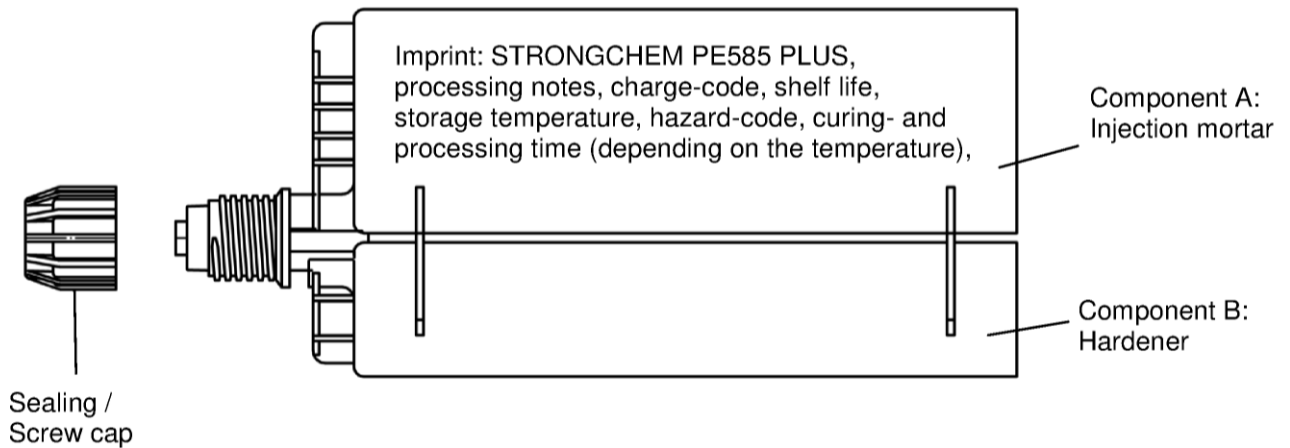 Imprint: STRONGCHEM PE585 PLUS,
processing notes, charge-code, shelf life,
storage temperature, hazard-code, curing- and
processing time (depending on the temperature),
Component A:
Injection mortar
Component B:
Hardener
Sealing /
Screw cap